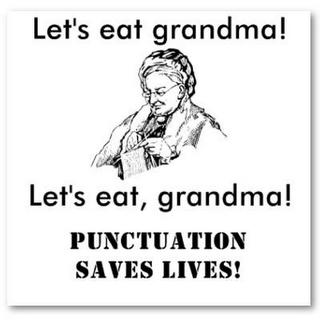 Let's eat grandma!
Let's eat, grandma!
PUNCTUATION
SAVES LIVES!